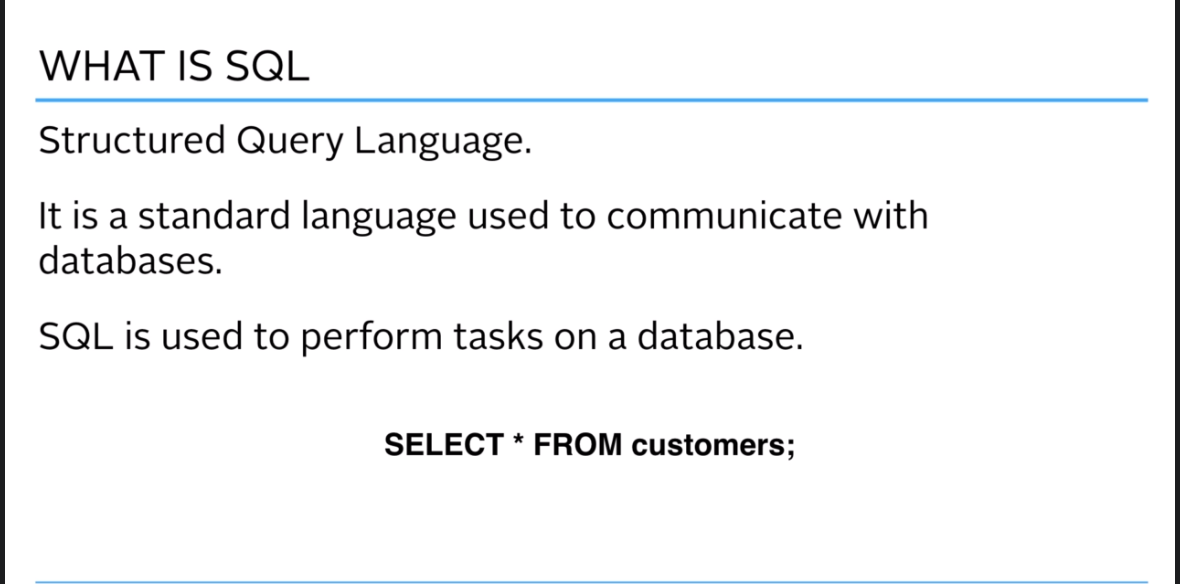 WHAT IS SQL
Structured Query Language.
It is a standard language used to communicate with
databases.
SQL is used to perform tasks on a database.
SELECT * FROM customers;